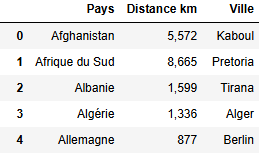 Pays Distance km Ville
0 Afghanistan 5,572 Kaboul
1 Afrique du Sud 8,665 Pretoria
2 Albanie 1,599 Tirana
3 Algérie 1,336 Alger
4 Allemagne 877 Berlin